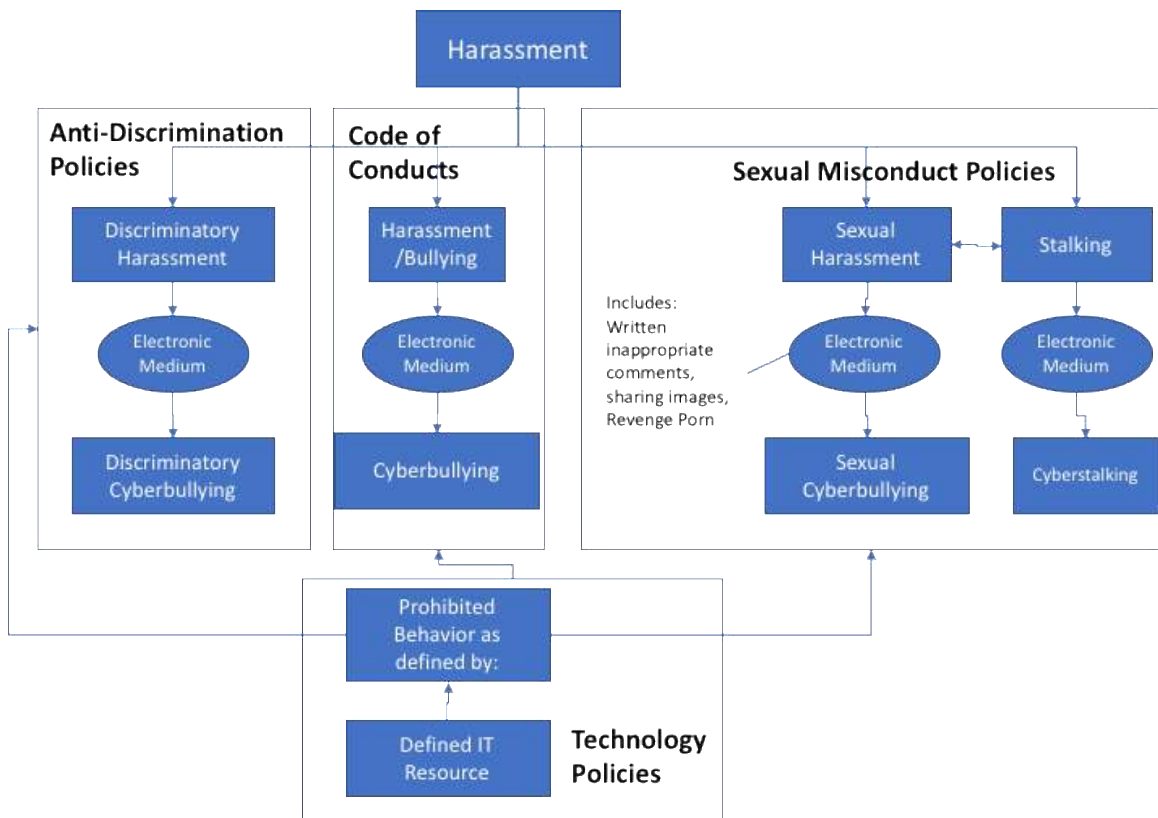 Harassment
Anti-Discrimination
Policies
Code of
Conducts
Sexual Misconduct Policies
Discriminatory
Harassment
Harassment
/Bullying
Sexual
Harassment
Stalking
Includes:
Written
inappropriate
comments,
sharing images,
Revenge Porn
Electronic
Medium
Electronic
Medium
Electronic
Medium
Electronic
Medium
Discriminatory
Cyberbullying
Cyberbullying
Sexual
Cyberbullying
Cyberstalking
Prohibited
Behavior as
defined by:
Defined IT
Resource
Technology
Policies